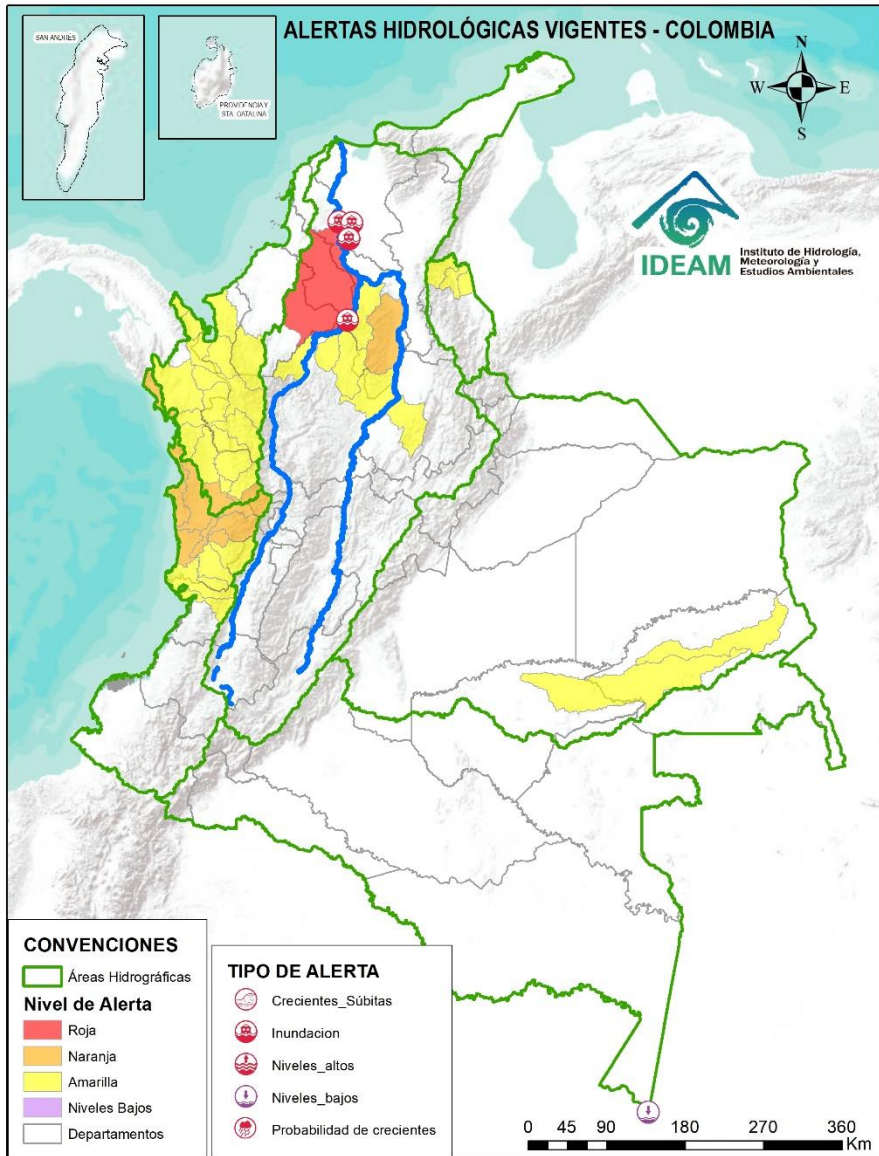 ALERTAS HIDROLÓGICAS VIGENTES - COLOMBIA
SAN ANDRÉS
PROVIDENCIA Y
STA. CATALINA
N
W
E
S
IDEAM
Instituto de Hidrología,
Meteorología y
Estudios Ambientales
CONVENCIONES
Áreas Hidrográficas
Nivel de Alerta
Roja
Naranja
Amarilla
Niveles Bajos
Departamentos
TIPO DE ALERTA
Crecientes_Súbitas
Inundacion
Niveles_altos
Niveles_bajos
Probabilidad de crecientes
0 45 90 180 270 360
Km